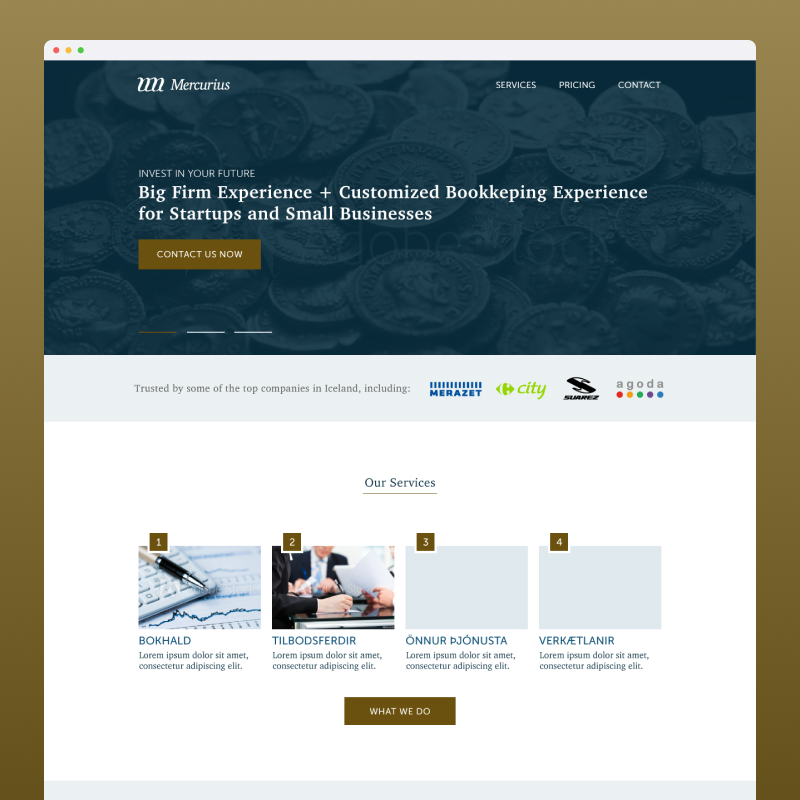 Mercurius
SERVICES PRICING CONTACT
INVEST IN YOUR FUTURE
Big Firm Experience + Customized Bookkeping Experience
for Startups and Small Businesses
CONTACT US NOW
Trusted by some of the top companies in Iceland, including:
MERAZET
city
SUAREZ
agoda
Our Services
1
2
3
4
BOKHALD
Lorem ipsum dolor sit amet,
consectetur adipiscing elit.
TILBODSFERDIR
Lorem ipsum dolor sit amet,
consectetur adipiscing elit.
ÖNNUR ÞJÓNUSTA
Lorem ipsum dolor sit amet,
consectetur adipiscing elit.
VERKÆTLANIR
Lorem ipsum dolor sit amet,
consectetur adipiscing elit.
WHAT WE DO